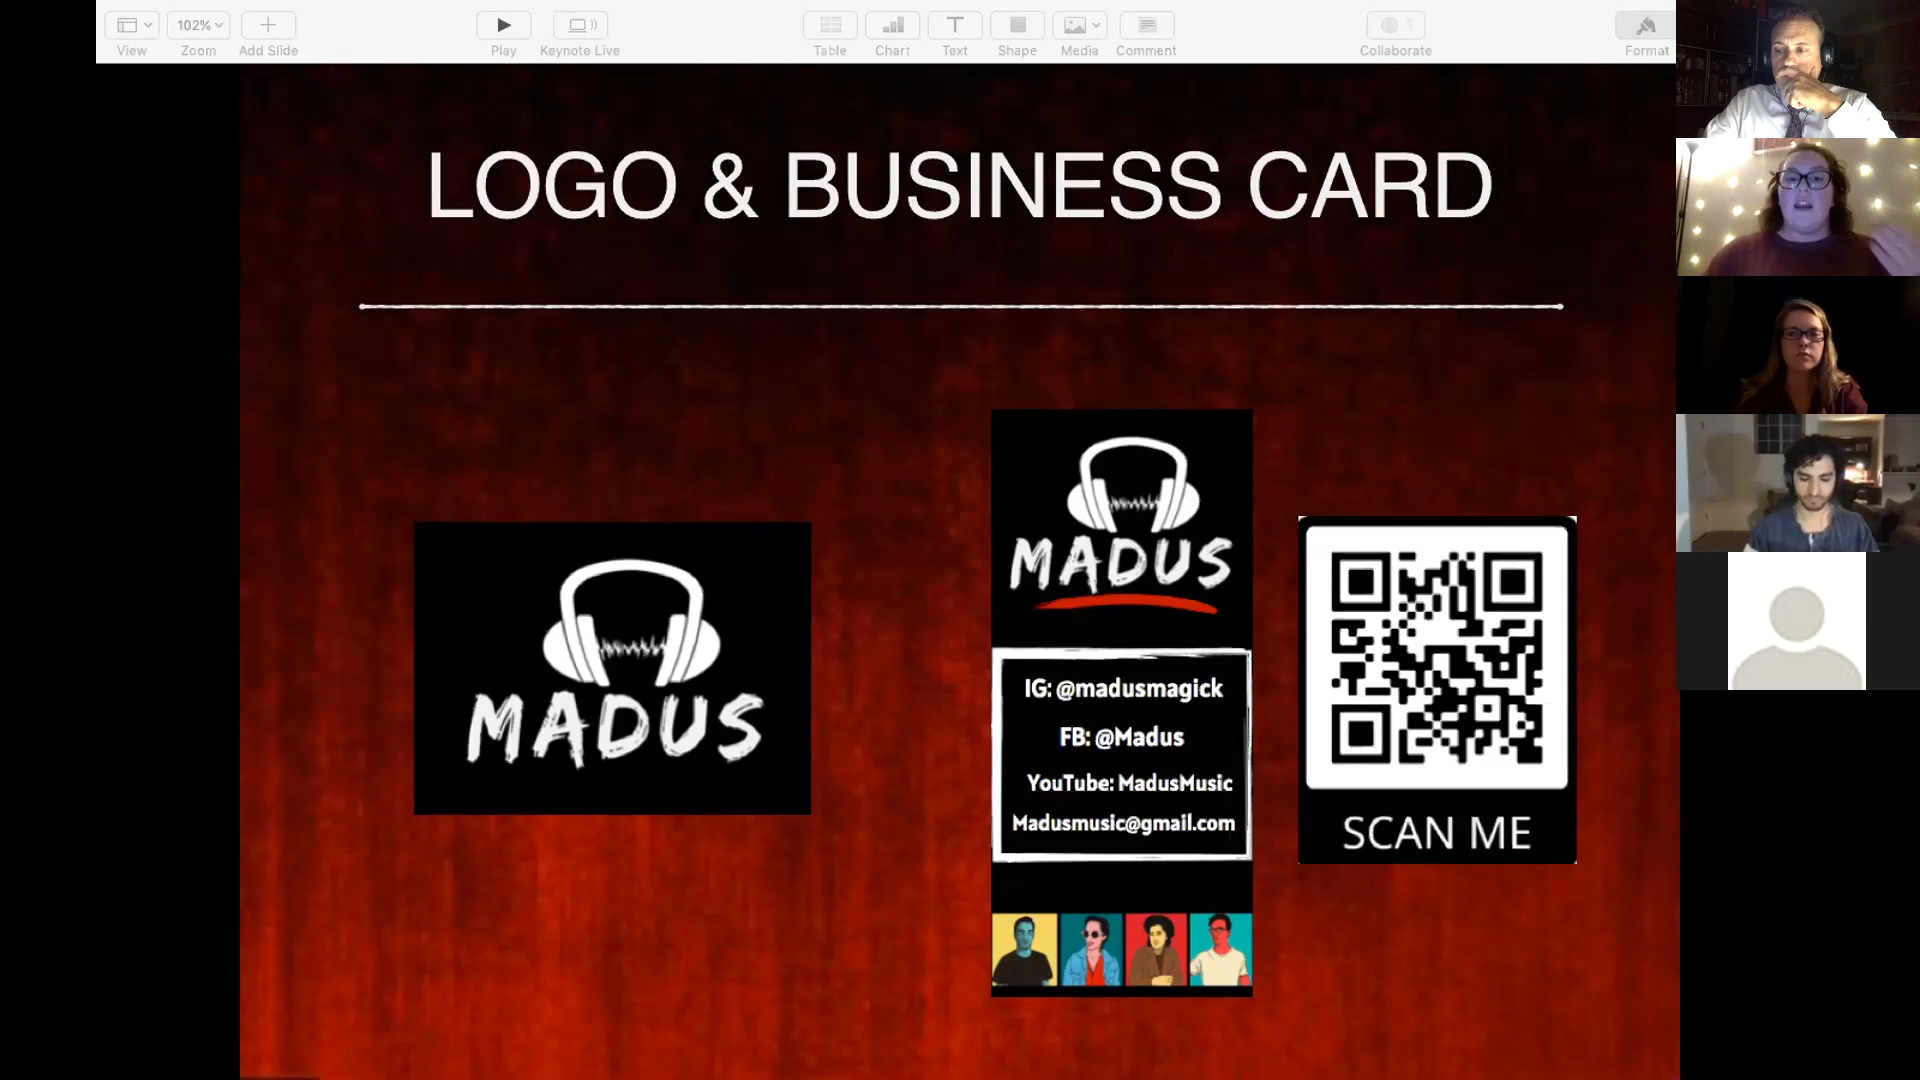 102%
View
Zoom
Add Slide
Play
Keynote Live
Table
Chart
Text
Shape
Media
Comment
1
Collaborate
Format
LOGO & BUSINESS CARD
MADUS
MADUS
IG: @madusmagick
FB: @Madus
YouTube: MadusMusic
Madusmusic@gmail.com
SCAN ME